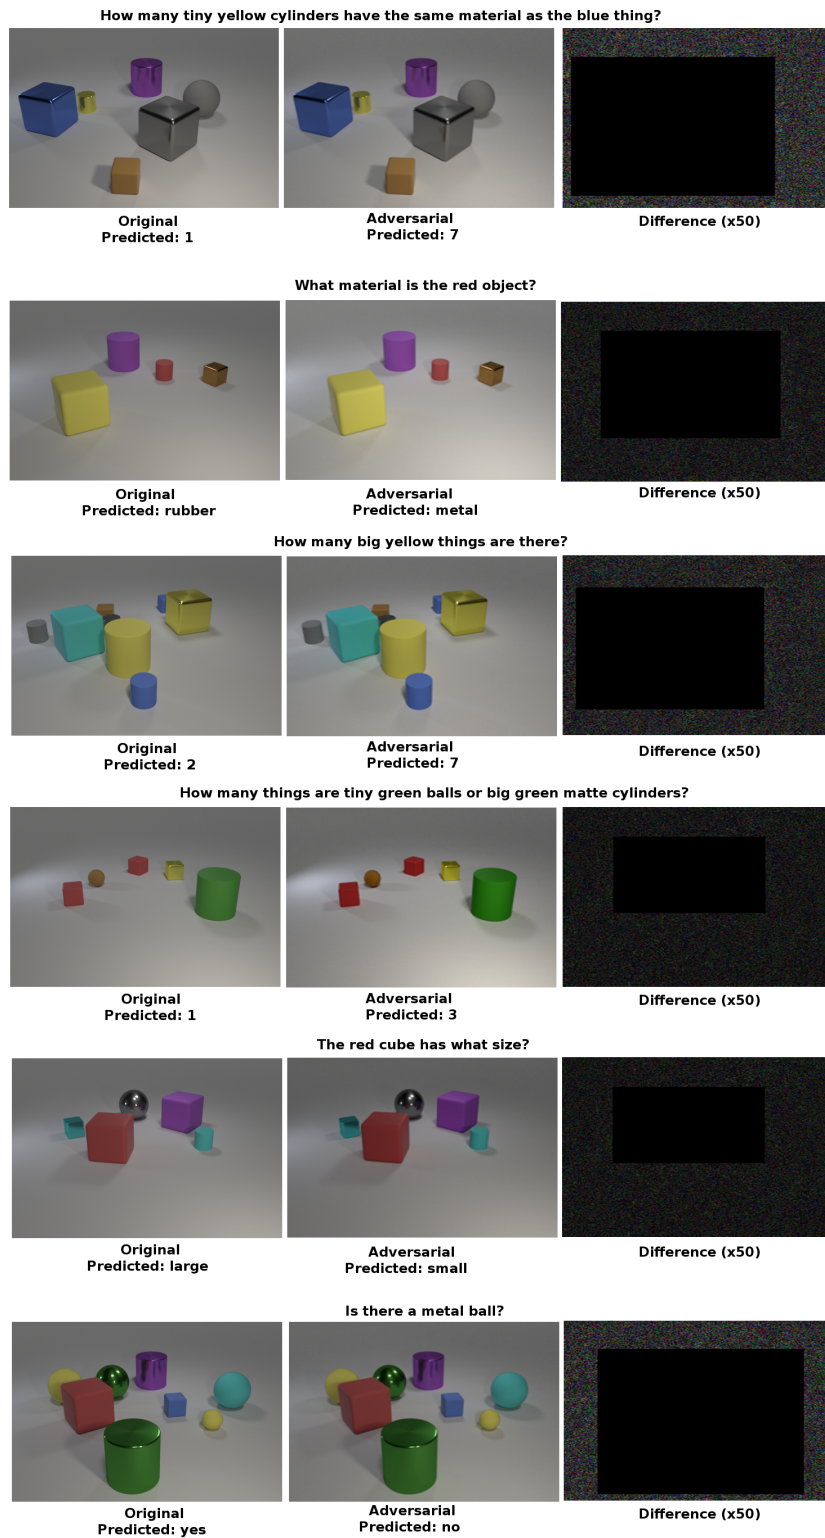 How many tiny yellow cylinders have the same material as the blue thing?
Original
Predicted: 1
Adversarial
Predicted: 7
Difference (x50)
What material is the red object?
Original
Predicted: rubber
Adversarial
Predicted: metal
Difference (x50)
How many big yellow things are there?
Original
Predicted: 2
Adversarial
Predicted: 7
Difference (x50)
How many things are tiny green balls or big green matte cylinders?
Original
Predicted: 1
Adversarial
Predicted: 3
Difference (x50)
The red cube has what size?
Original
Predicted: large
Adversarial
Predicted: small
Difference (x50)
Is there a metal ball?
Original
Predicted: yes
Adversarial
Predicted: no
Difference (x50)